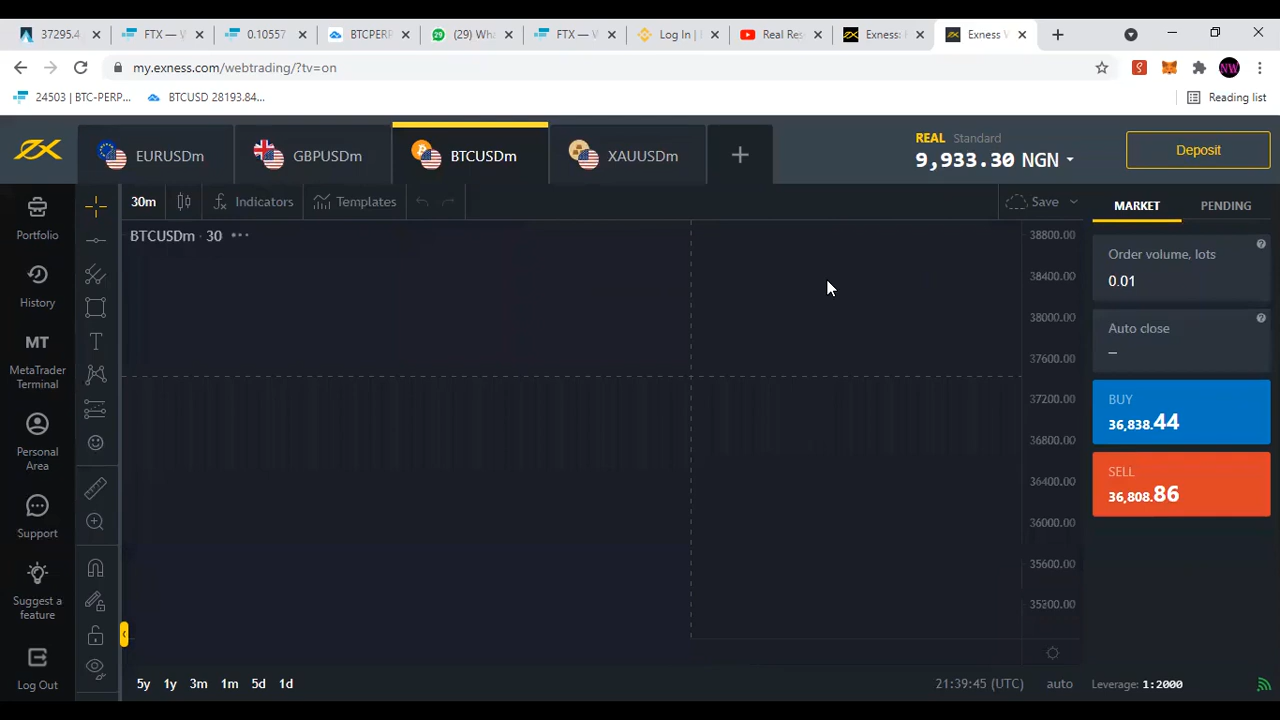 37295.4
FTX — W
0.10557
BTCPERP
(29) Wha
FTX — W
Log In |
Real Res
Exness:
Exness W
my.exness.com/webtrading/?tv=on
NW
24503 | BTC-PERP...
BTCUSD 28193.84...
Reading list
EURUSDm
GBPUSDm
BTCUSDm
XAUUSDm
REAL Standard
9,933.30 NGN
Deposit
Portfolio
History
MT
MetaTrader
Terminal
Personal
Area
Support
Suggest a
feature
Log Out
30m
Indicators
Templates
Save
BTCUSDm · 30
38800.00
38400.00
38000.00
37600.00
37200.00
36800.00
36400.00
36000.00
35600.00
35200.00
MARKET
PENDING
Order volume, lots
0.01
Auto close
–
BUY
36,838.44
SELL
36,808.86
5y
1y
3m
1m
5d
1d
21:39:45 (UTC)
auto
Leverage: 1:2000